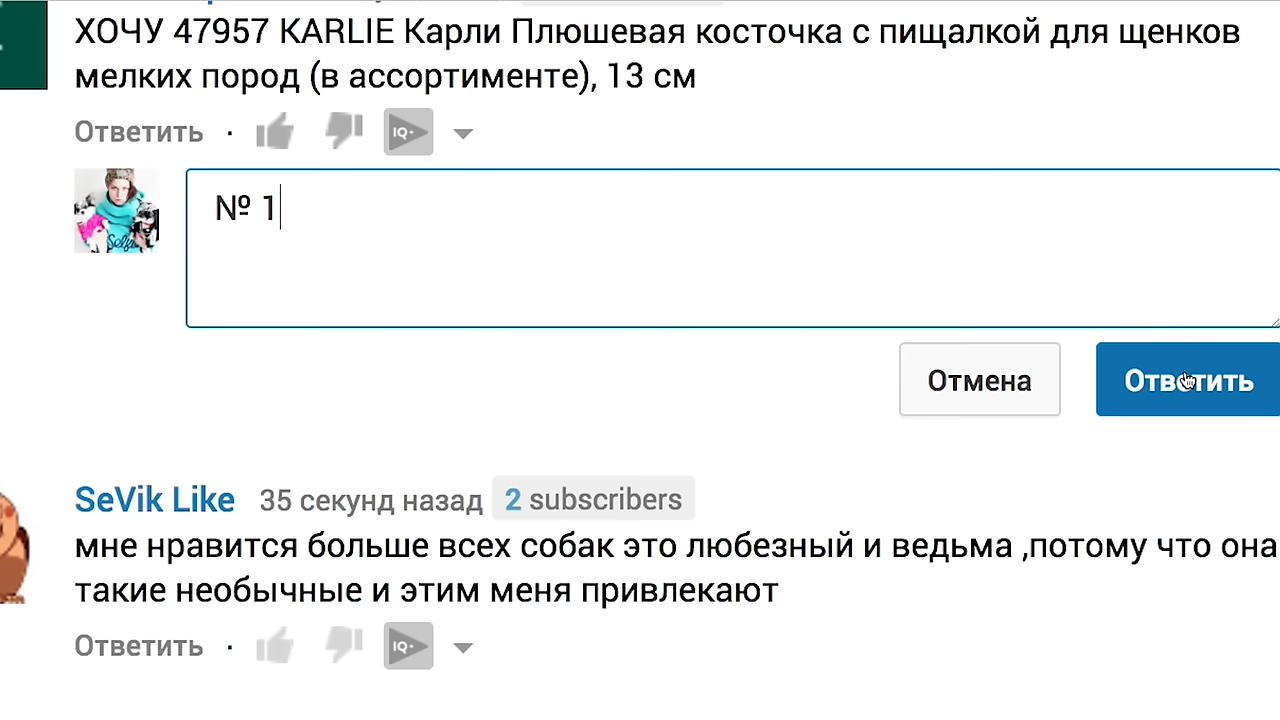 ХОЧУ 47957 KARLIE Карли Плюшевая косточка с пищалкой для щенков
мелких пород (в ассортименте), 13 см
Ответить ·
IQ
№ 1
Отмена
Ответить
SeVik Like 35 секунд назад 2 subscribers
мне нравится больше всех собак это любезный и ведьма ,потому что она
такие необычные и этим меня привлекают
Ответить ·
IQ